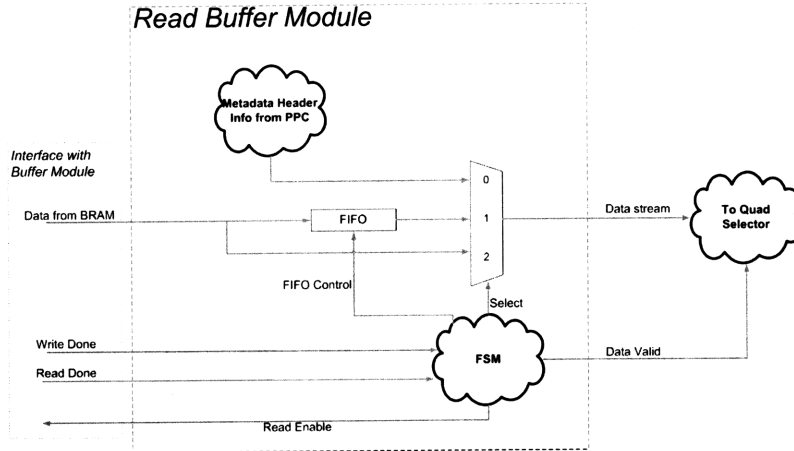 Read Buffer Module
Metadata Header
Info from PPC
Interface with
Buffer Module
0
Data from BRAM
FIFO
1
Data stream
To Quad
Selector
2
FIFO Control
Select
Write Done
FSM
Data Valid
Read Done
Read Enable